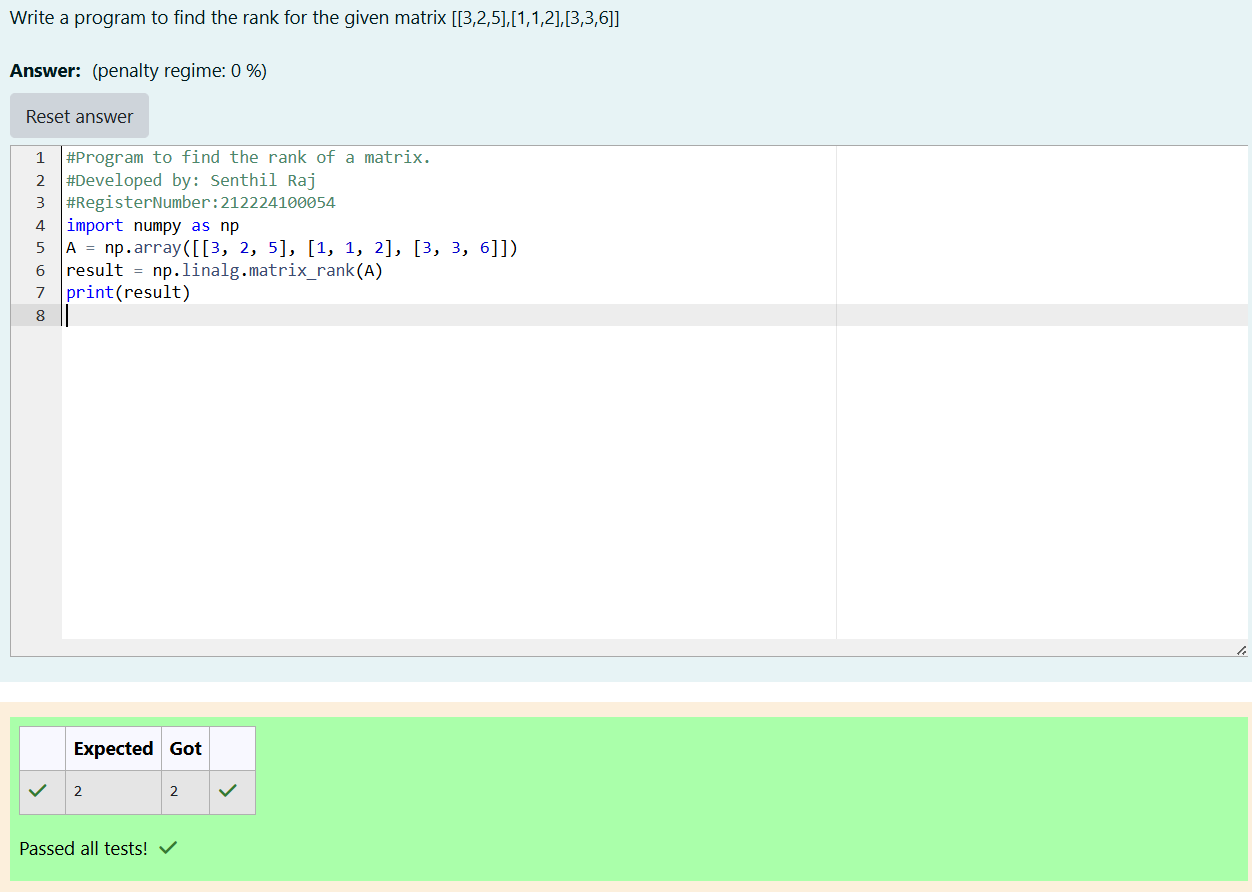 Write a program to find the rank for the given matrix [[3,2,5],[1,1,2],[3,3,6]]
Answer: (penalty regime: 0 %)
Reset answer
1 #Program to find the rank of a matrix.
2 #Developed by: Senthil Raj
3 #RegisterNumber:212224100054
4 import numpy as np
5 A = np.array([[3, 2, 5], [1, 1, 2], [3, 3, 6]])
6 result = np.linalg.matrix_rank(A)
7 print(result)
8
Expected Got
2 2
Passed all tests!